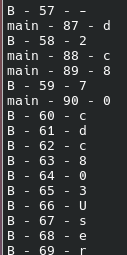 B - 57 - -
main - 87 - d
B - 58 - 2
main - 88 - c
main - 89 - 8
B - 59 - 7
main - 90 - 0
B - 60 - c
B - 61 - d
B - 62 - c
B - 63 - 8
B - 64 - 0
B - 65 - 3
B - 66 - U
B - 67 - s
B - 68 - e
B - 69 - r